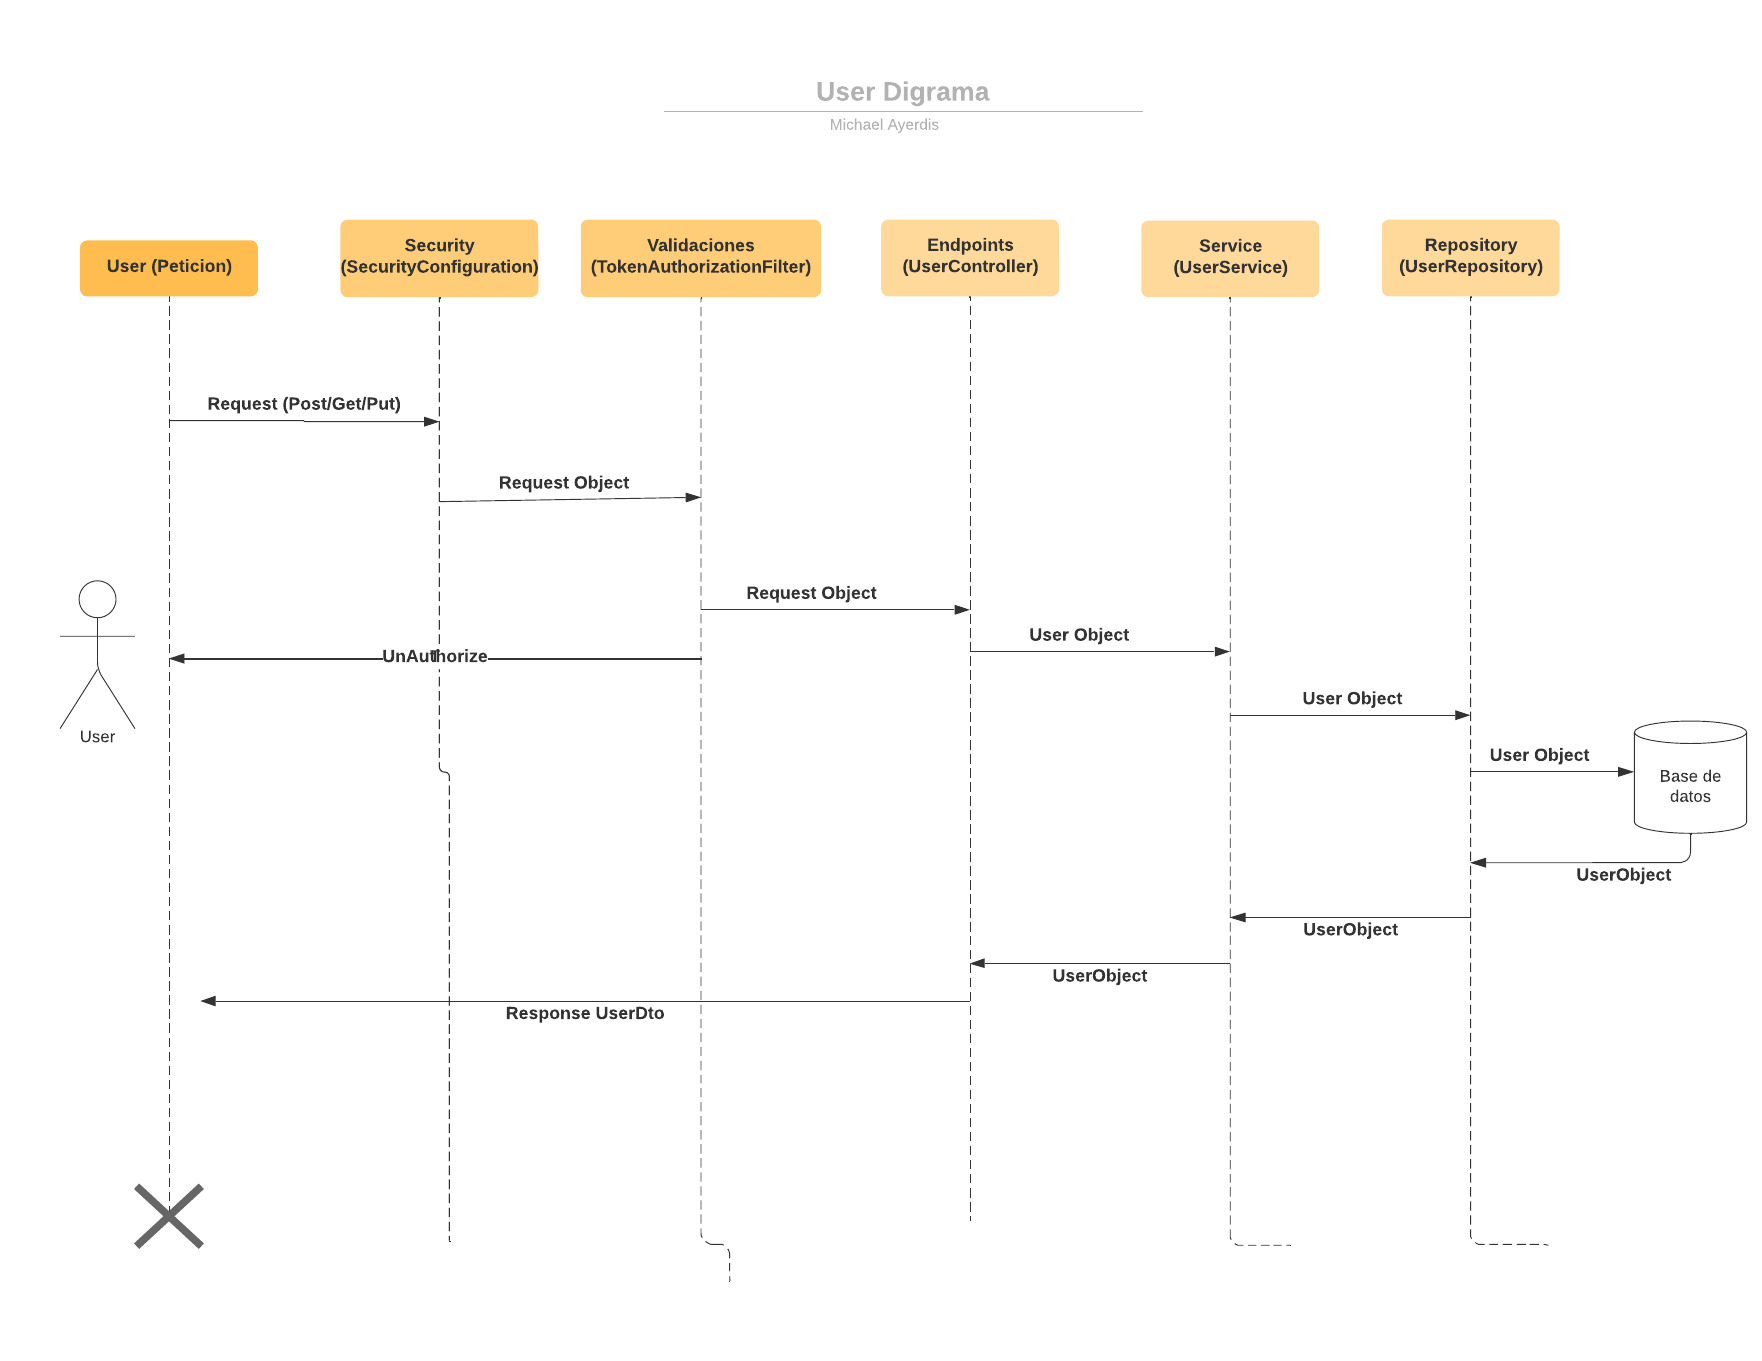 User Digrama
Michael Ayerdis
User (Peticion)
Security
(SecurityConfiguration)
Validaciones
(TokenAuthorizationFilter)
Endpoints
(UserController)
Service
(UserService)
Repository
(UserRepository)
Request (Post/Get/Put)
Request Object
Request Object
User Object
UnAuthorize
User Object
User
User Object
Base de
datos
UserObject
UserObject
UserObject
Response UserDto